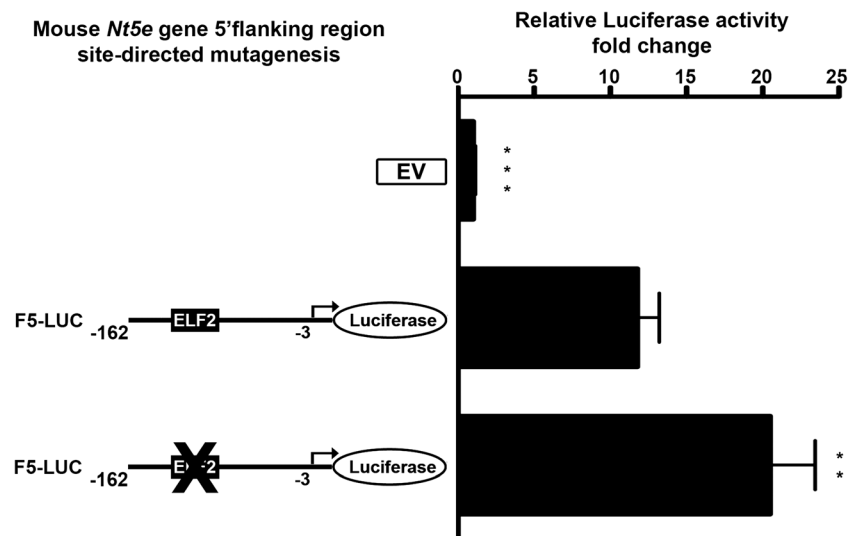 Mouse Nt5e gene 5'flanking region
site-directed mutagenesis
Relative Luciferase activity
fold change
0 5 10 15 20 25
EV
*
*
*
F5-LUC -162 ELF2 -3 Luciferase
F5-LUC -162 -3 Luciferase
*
*